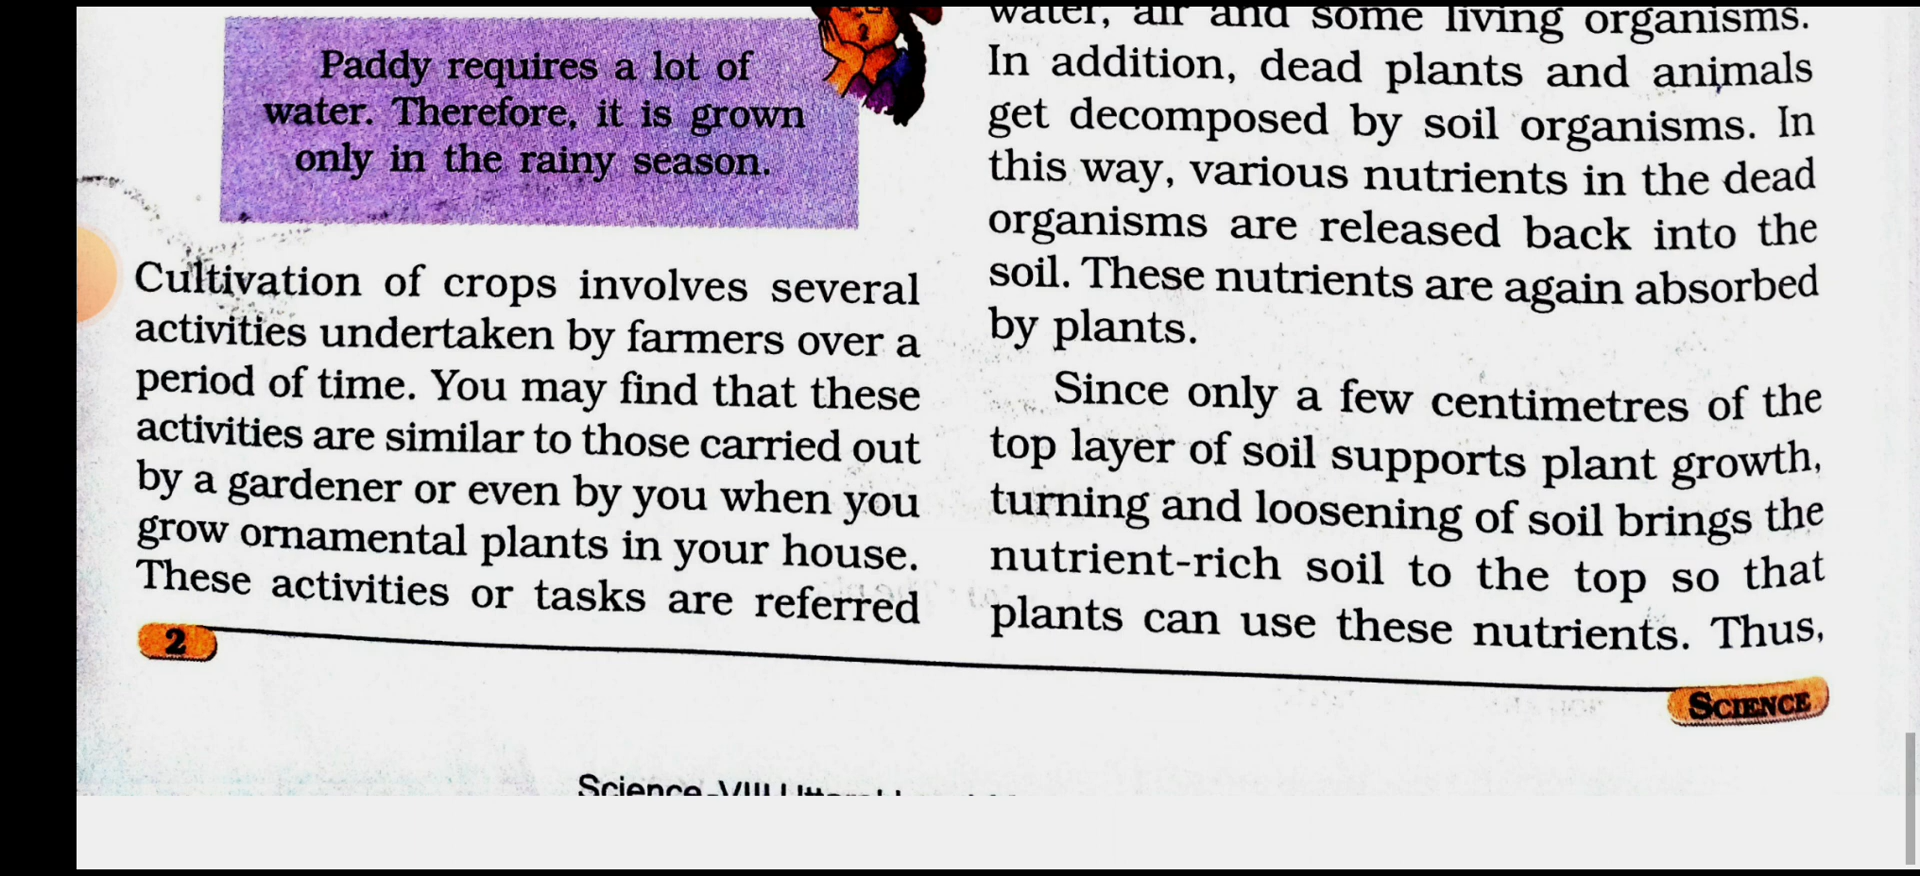 Paddy requires a lot of
water. Therefore, it is grown
only in the rainy season.
Cultivation of crops involves several
activities undertaken by farmers over a
period of time. You may find that these
activities are similar to those carried out
by a gardener or even by you when you
grow ornamental plants in your house.
These activities or tasks are referred
2
water, air and some living organisms.
In addition, dead plants and animals
get decomposed by soil organisms. In
this way, various nutrients in the dead
organisms are released back into the
soil. These nutrients are again absorbed
by plants.
Since only a few centimetres of the
top layer of soil supports plant growth,
turning and loosening of soil brings the
nutrient-rich soil to the top so that
plants can use these nutrients. Thus,
SCIENCE
Science-VIII